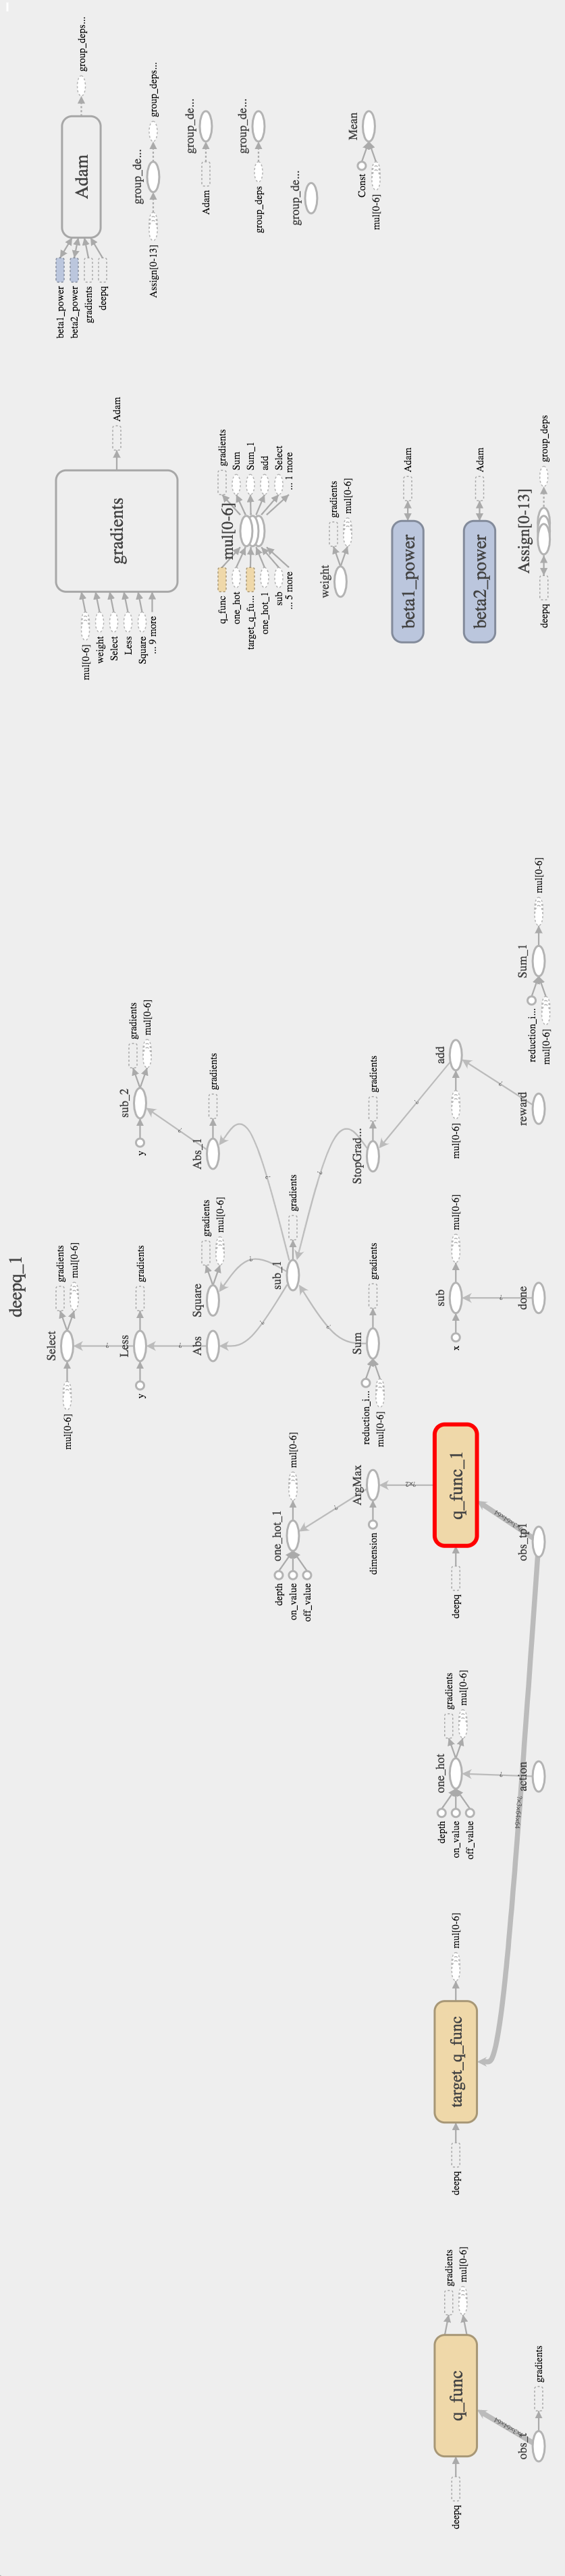 deepq_1
Select
gradients
mul[0-6]
mul[0-6]
Less
gradients
y
sub_2
gradients
mul[0-6]
y
Abs
Square
gradients
mul[0-6]
Abs_1
gradients
sub_1
gradients
one_hot_1
mul[0-6]
depth
on_value
off_value
ArgMax
dimension
Sum
gradients
reduction_i...
mul[0-6]
StopGrad...
gradients
q_func
gradients
mul[0-6]
deepq
target_q_func
mul[0-6]
deepq
one_hot
gradients
mul[0-6]
depth
on_value
off_value
q_func_1
deepq
sub
mul[0-6]
x
add
mul[0-6]
gradients
action
obs_tp1
done
reward
Sum_1
mul[0-6]
reduction_i...
mul[0-6]
Adam
group_deps...
beta1_power
beta2_power
gradients
deepq
group_de...
group_deps...
Assign[0-13]
group_de...
Adam
group_de...
group_deps
group_de...
Mean
Const
mul[0-6]
gradients
Adam
mul[0-6]
weight
Select
Less
Square
... 9 more
mul[0-6]
gradients
Sum
Sum_1
add
Select
... 1 more
q_func
one_hot
target_q_fu...
one_hot_1
sub
... 5 more
weight
gradients
mul[0-6]
beta1_power
Adam
beta2_power
Adam
Assign[0-13]
group_deps
deepq